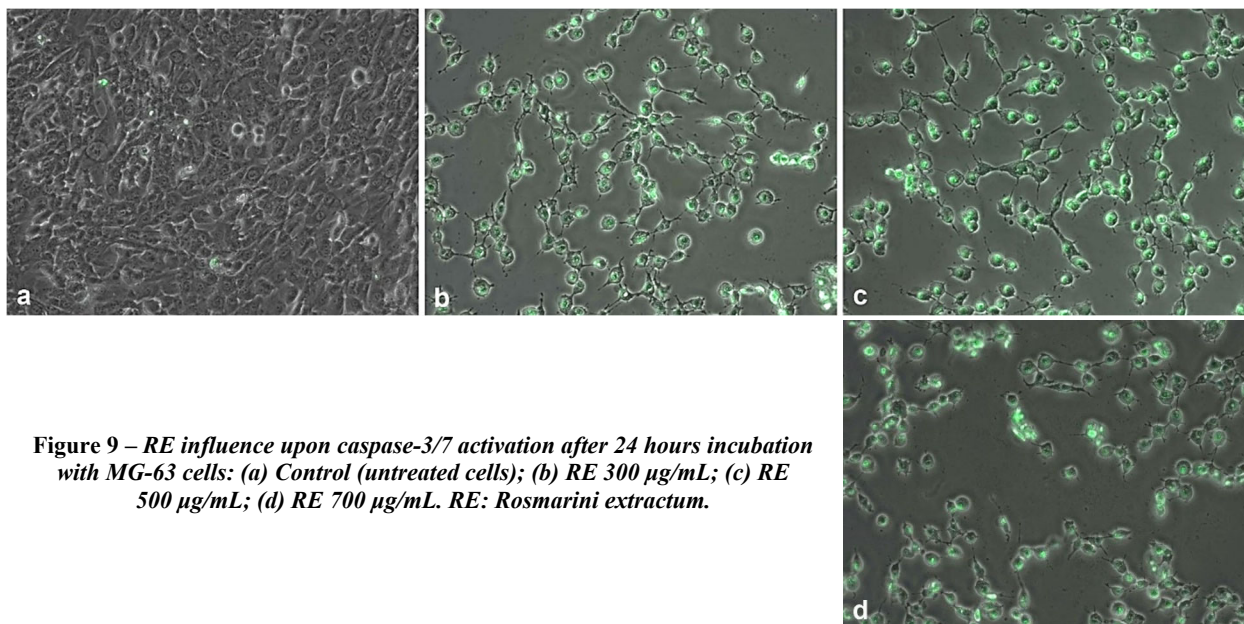 a
b
c
d
Figure 9 – RE influence upon caspase-3/7 activation after 24 hours incubation
with MG-63 cells: (a) Control (untreated cells); (b) RE 300 μg/mL; (c) RE
500 μg/mL; (d) RE 700 μg/mL. RE: Rosmarini extractum.